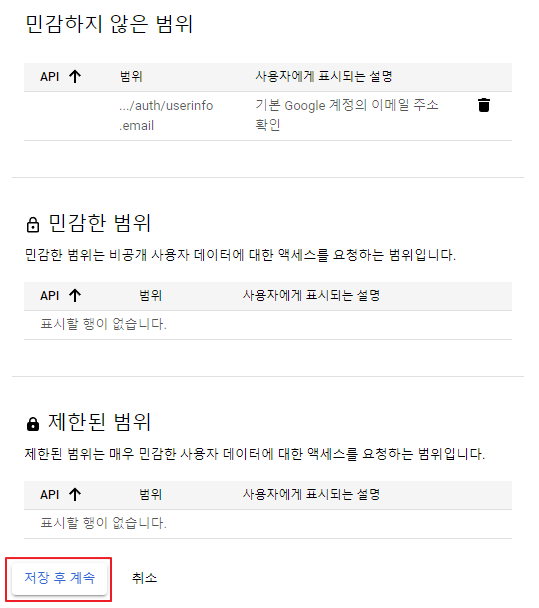 민감하지 않은 범위
API 범위 사용자에게 표시되는 설명
.../auth/userinfo 기본 Google 계정의 이메일 주소
.email 확인
민감한 범위
민감한 범위는 비공개 사용자 데이터에 대한 액세스를 요청하는 범위입니다.
API 범위 사용자에게 표시되는 설명
표시할 행이 없습니다.
제한된 범위
제한된 범위는 매우 민감한 사용자 데이터에 대한 액세스를 요청하는 범위입니다.
API 범위 사용자에게 표시되는 설명
표시할 행이 없습니다.
저장 후 계속 취소